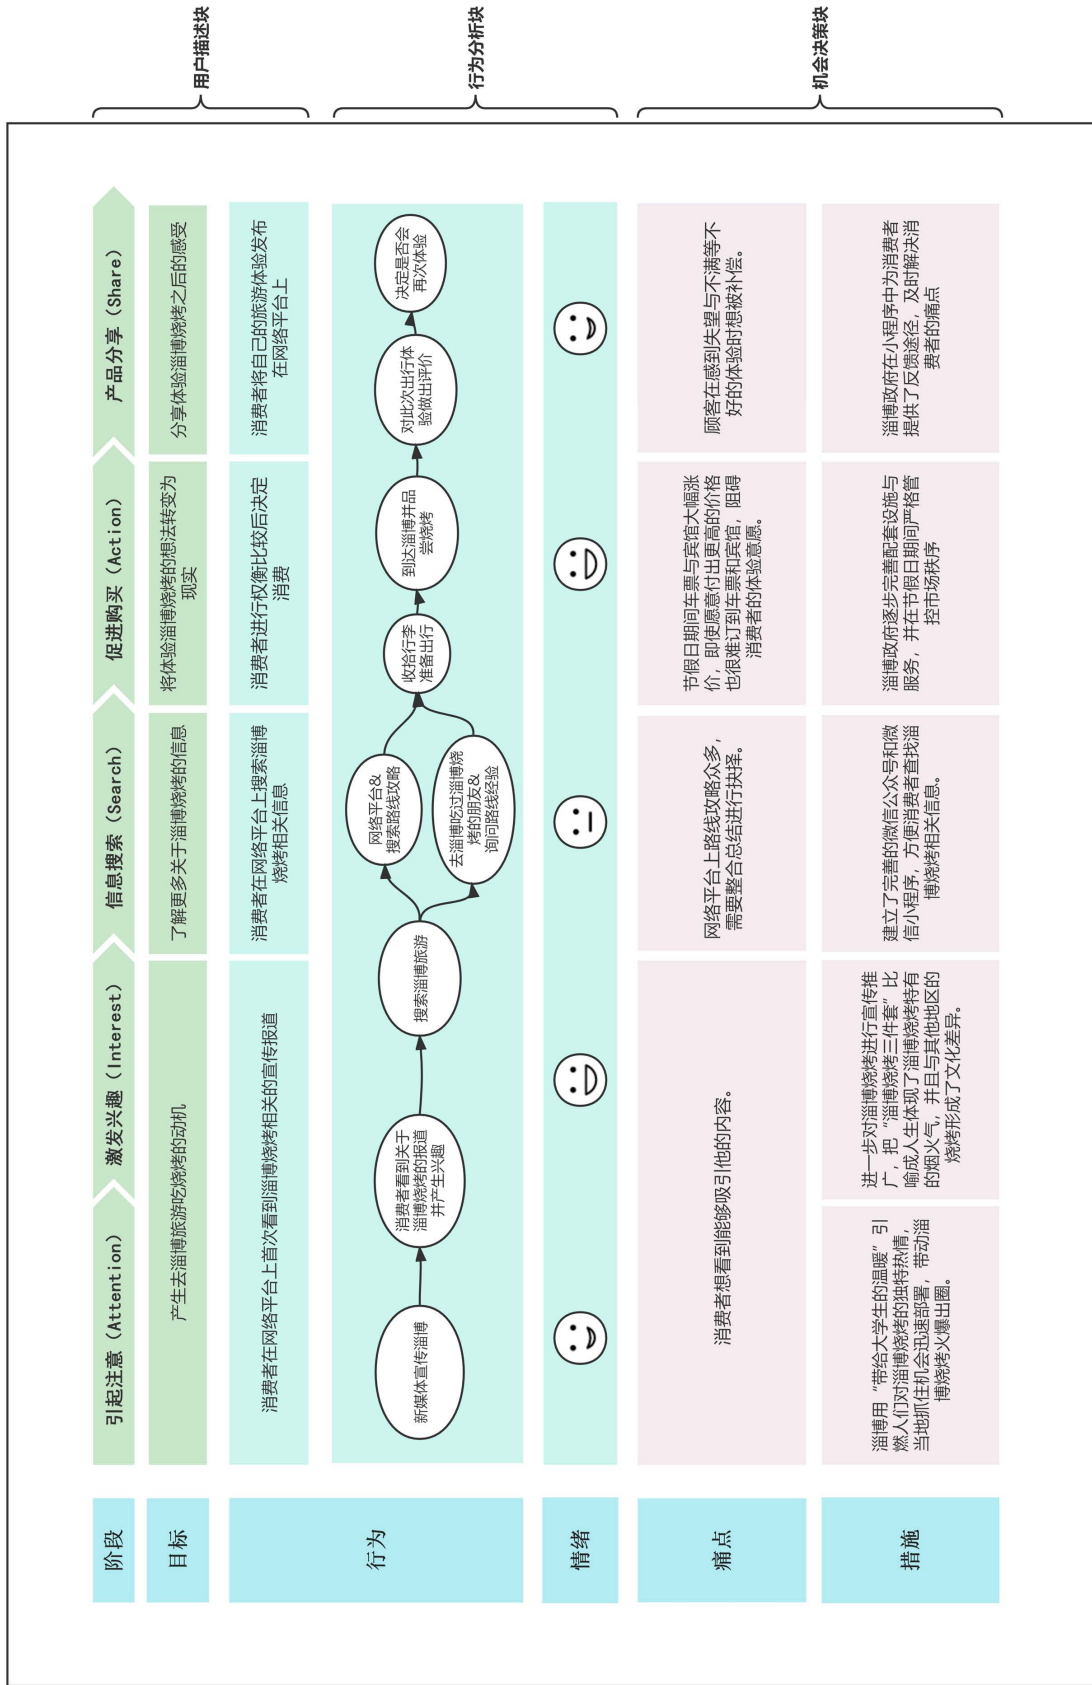 阶段
引起注意（Attention）
激发兴趣（Interest）
信息搜索（Search）
促进购买（Action）
产品分享（Share）
用户描述块
目标
产生去淄博旅游吃烧烤的动机
了解更多关于淄博烧烤的信息
将体验淄博烧烤的想法转变为
现实
分享体验淄博烧烤之后的感受
行为
消费者在网络平台上首次看到淄博烧烤相关的宣传报道
消费者在网络平台上搜索淄博
烧烤相关信息
消费者进行权衡比较后决定
消费
消费者将自己的旅游体验发布
在网络平台上
新媒体宣传淄博
消费者看到关于
淄博烧烤的报道
并产生兴趣
搜索淄博旅游
网络平台&
搜索路线攻略
去淄博吃过淄博烧
烤的朋友&
询问路线经验
收拾行李
准备出行
到达淄博并品
尝烧烤
对此次出行体
验做出评价
决定是否会
再次体验
行为分析块
情绪
痛点
消费者想看到能够吸引他的内容。
网络平台上路线攻略众多，
需要整合总结进行抉择。
节假日期间车票与宾馆大幅涨
价，即使愿意付出更高的价格
也很难订到车票和宾馆，阻碍
消费者的体验意愿。
顾客在感到失望与不满等不
好的体验时想被补偿。
机会决策块
措施
淄博用“带给大学生的温暖”引
燃人们对淄博烧烤的独特热情，
当地抓住机会迅速部署，带动淄
博烧烤火爆出圈。
进一步对淄博烧烤进行宣传推
广，把“淄博烧烤三件套”比
喻成人生体现了淄博烧烤特有
的烟火气，并且与其他地区的
烧烤形成了文化差异。
建立了完善的微信公众号和微
信小程序，方便消费者查找淄
博烧烤相关信息。
淄博政府逐步完善配套设施与
服务，并在节假日期间严格管
控市场秩序
淄博政府在小程序中为消费者
提供了反馈途径，及时解决消
费者的痛点